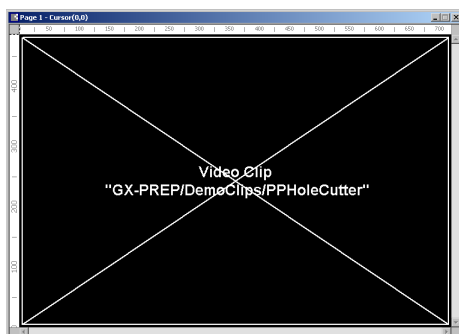 Page 1 - Cursor(0,0)
50 100 150 200 250 300 350 400 450 500 550 600 650 700
400
300
200
100
Video Clip
"GX-PREP/DemoClips/PPHoleCutter"